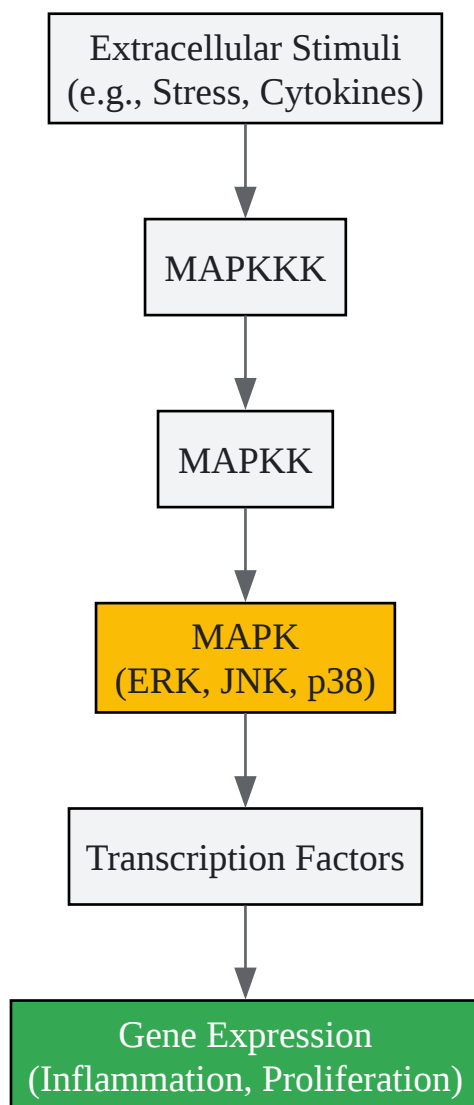 Extracellular Stimuli
(e.g., Stress, Cytokines)
MAPKKK
MAPKK
MAPK
(ERK, JNK, p38)
Transcription Factors
Gene Expression
(Inflammation, Proliferation)